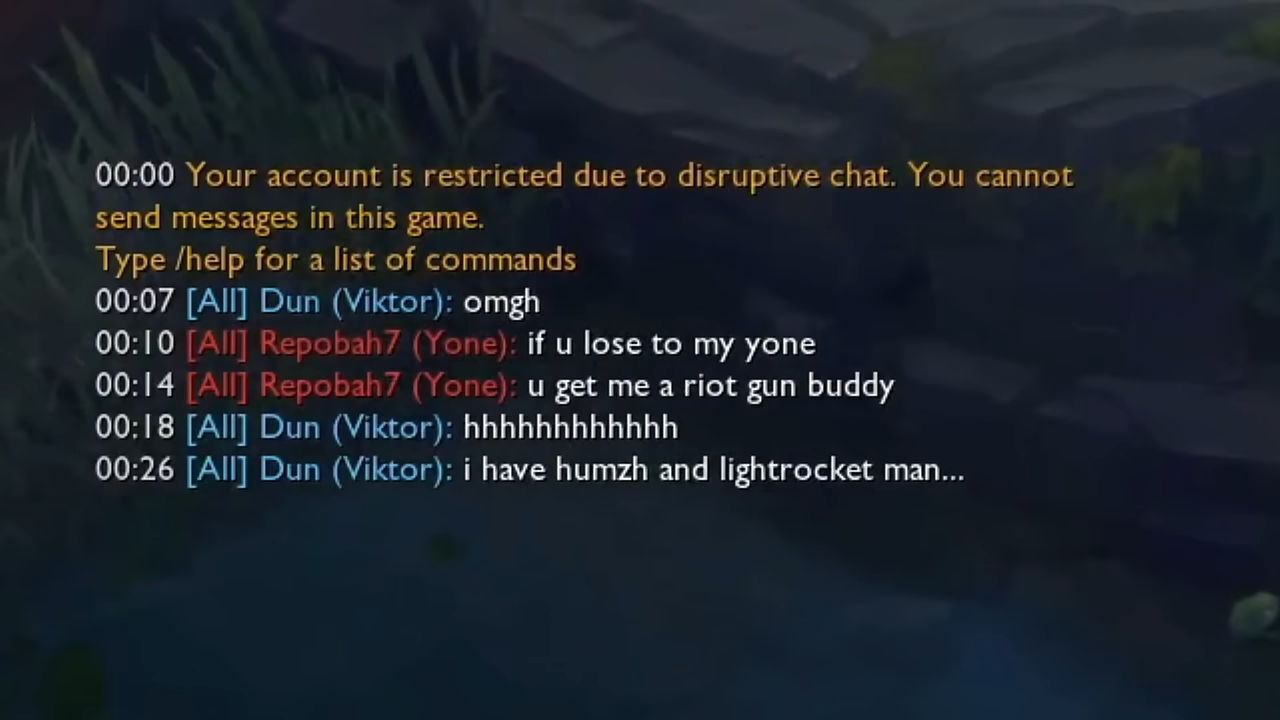 00:00 Your account is restricted due to disruptive chat. You cannot
send messages in this game.
Type /help for a list of commands
00:07 [All] Dun (Viktor): omgh
00:10 [All] Repobah7 (Yone): if u lose to my yone
00:14 [All] Repobah7 (Yone): u get me a riot gun buddy
00:18 [All] Dun (Viktor): hhhhhhhhhhhhh
00:26 [All] Dun (Viktor): i have humzh and lightrocket man...